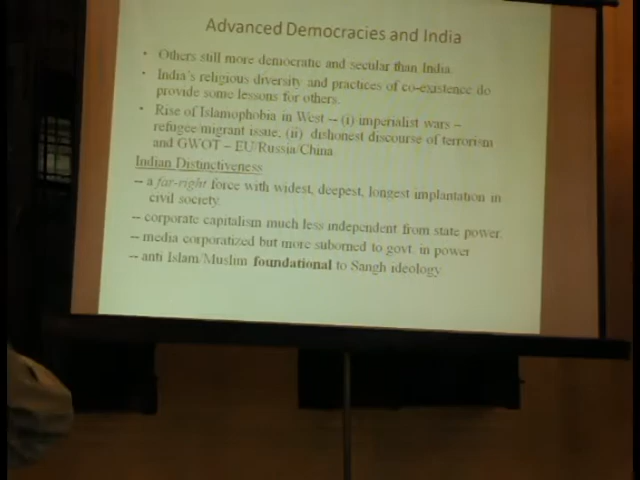 Advanced Democracies and India
• Others still more democratic and secular than India.
• India's religious diversity and practices of co-existence do
provide some lessons for others.
• Rise of Islamophobia in West – (i) imperialist wars –
refugee/migrant issue, (ii) dishonest discourse of terrorism
and GWOT – EU/Russia/China
Indian Distinctiveness
-- a far-right force with widest, deepest, longest implantation in
civil society.
-- corporate capitalism much less independent from state power.
-- media corporatized but more suborned to govt. in power
-- anti Islam/Muslim foundational to Sangh ideology